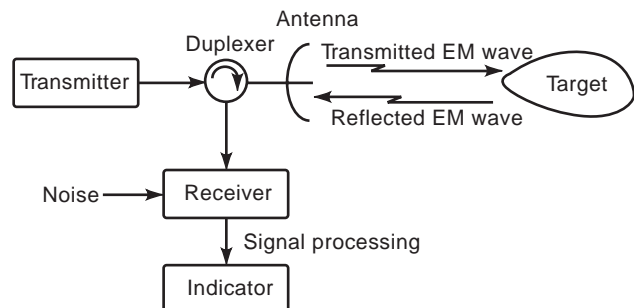 Antenna
Duplexer
Transmitted EM wave
Transmitter
Target
Reflected EM wave
Noise
Receiver
Signal processing
Indicator